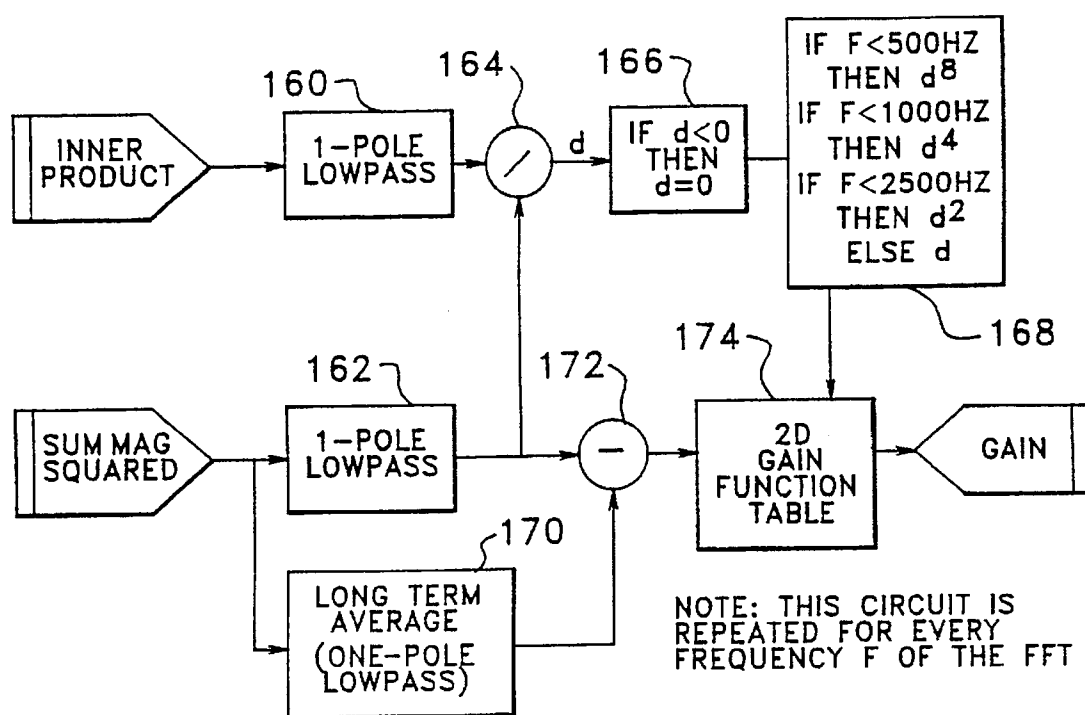 160
164
166
INNER
PRODUCT
1-POLE
LOWPASS
/
d
IF d<0
THEN
d=0
IF F<500HZ
THEN d⁸
IF F<1000HZ
THEN d⁴
IF F<2500HZ
THEN d²
ELSE d
168
162
172
174
SUM MAG
SQUARED
1-POLE
LOWPASS
−
2D
GAIN
FUNCTION
TABLE
GAIN
170
LONG TERM
AVERAGE
(ONE-POLE
LOWPASS)
NOTE: THIS CIRCUIT IS
REPEATED FOR EVERY
FREQUENCY F OF THE FFT